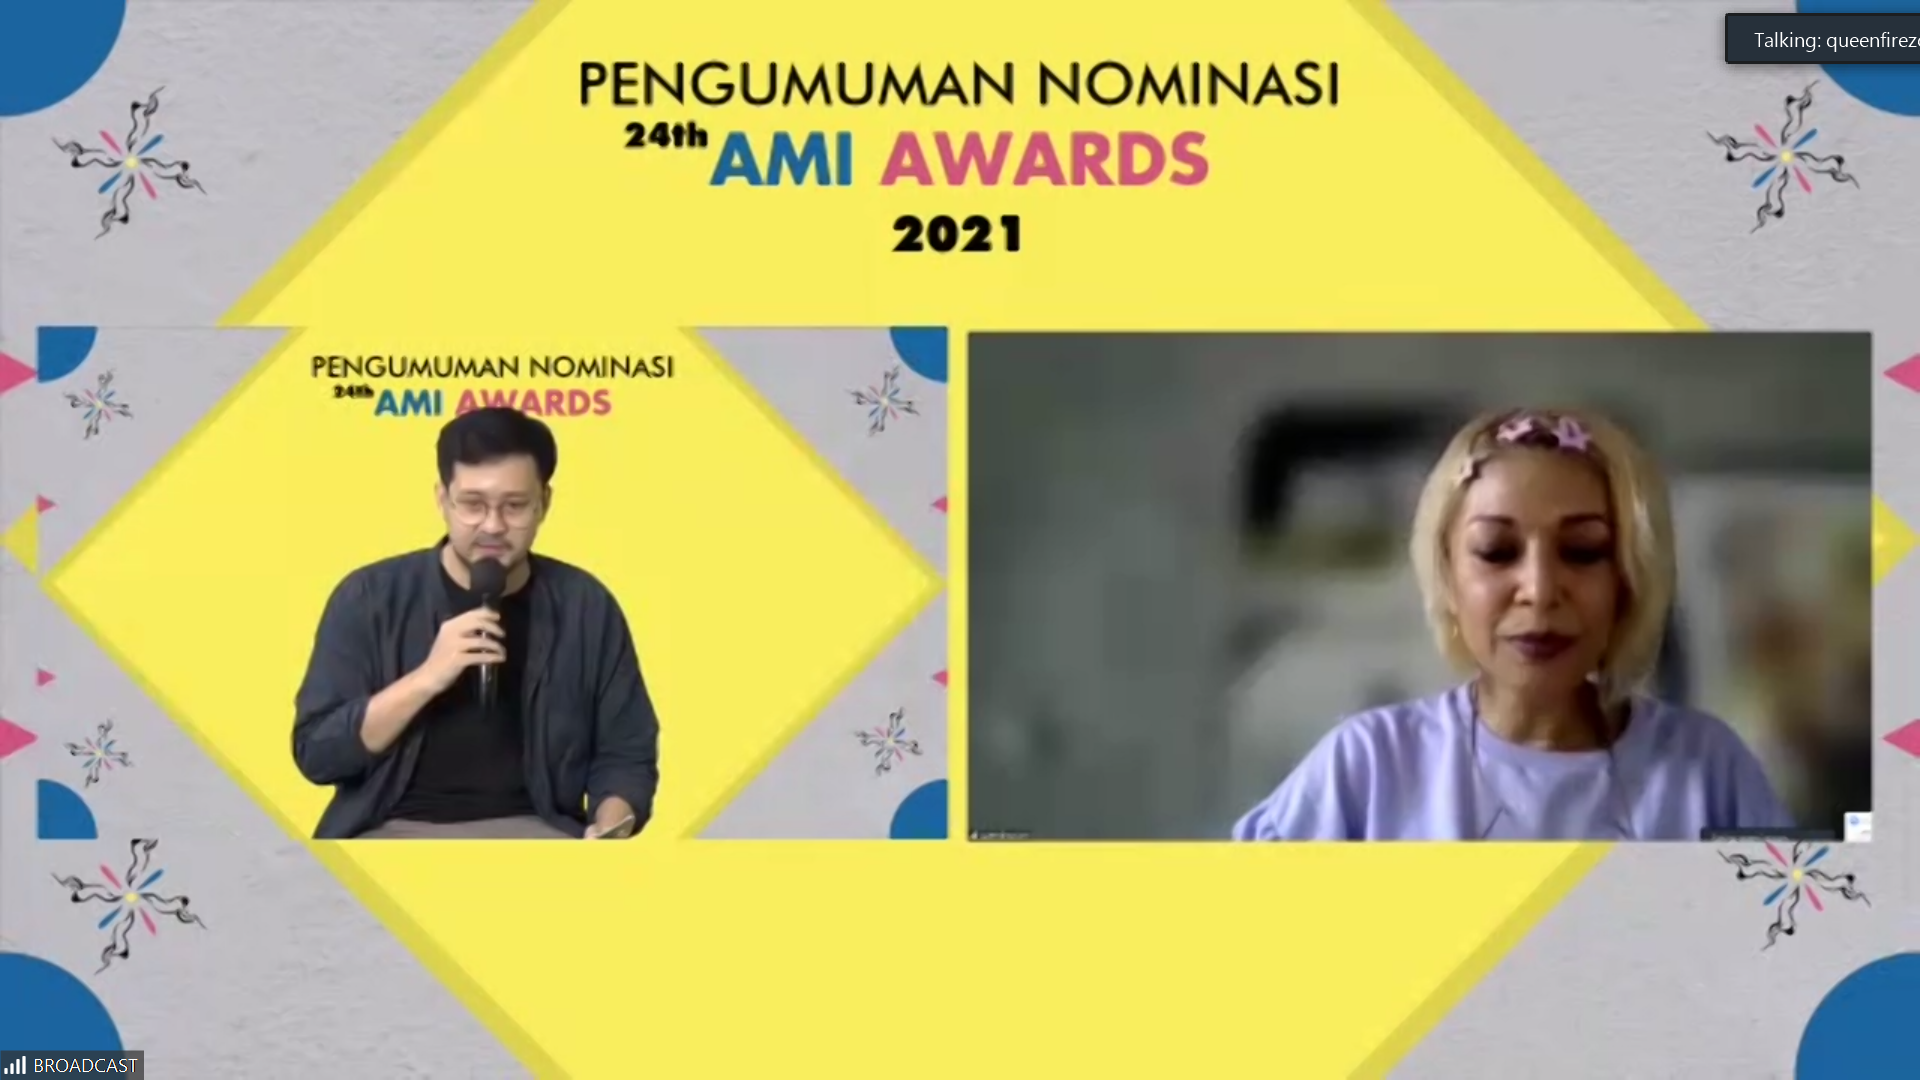 Talking: queenfirez
PENGUMUMAN NOMINASI
24th AMI AWARDS
2021
PENGUMUMAN NOMINASI
24th AMI AWARDS
BROADCAST